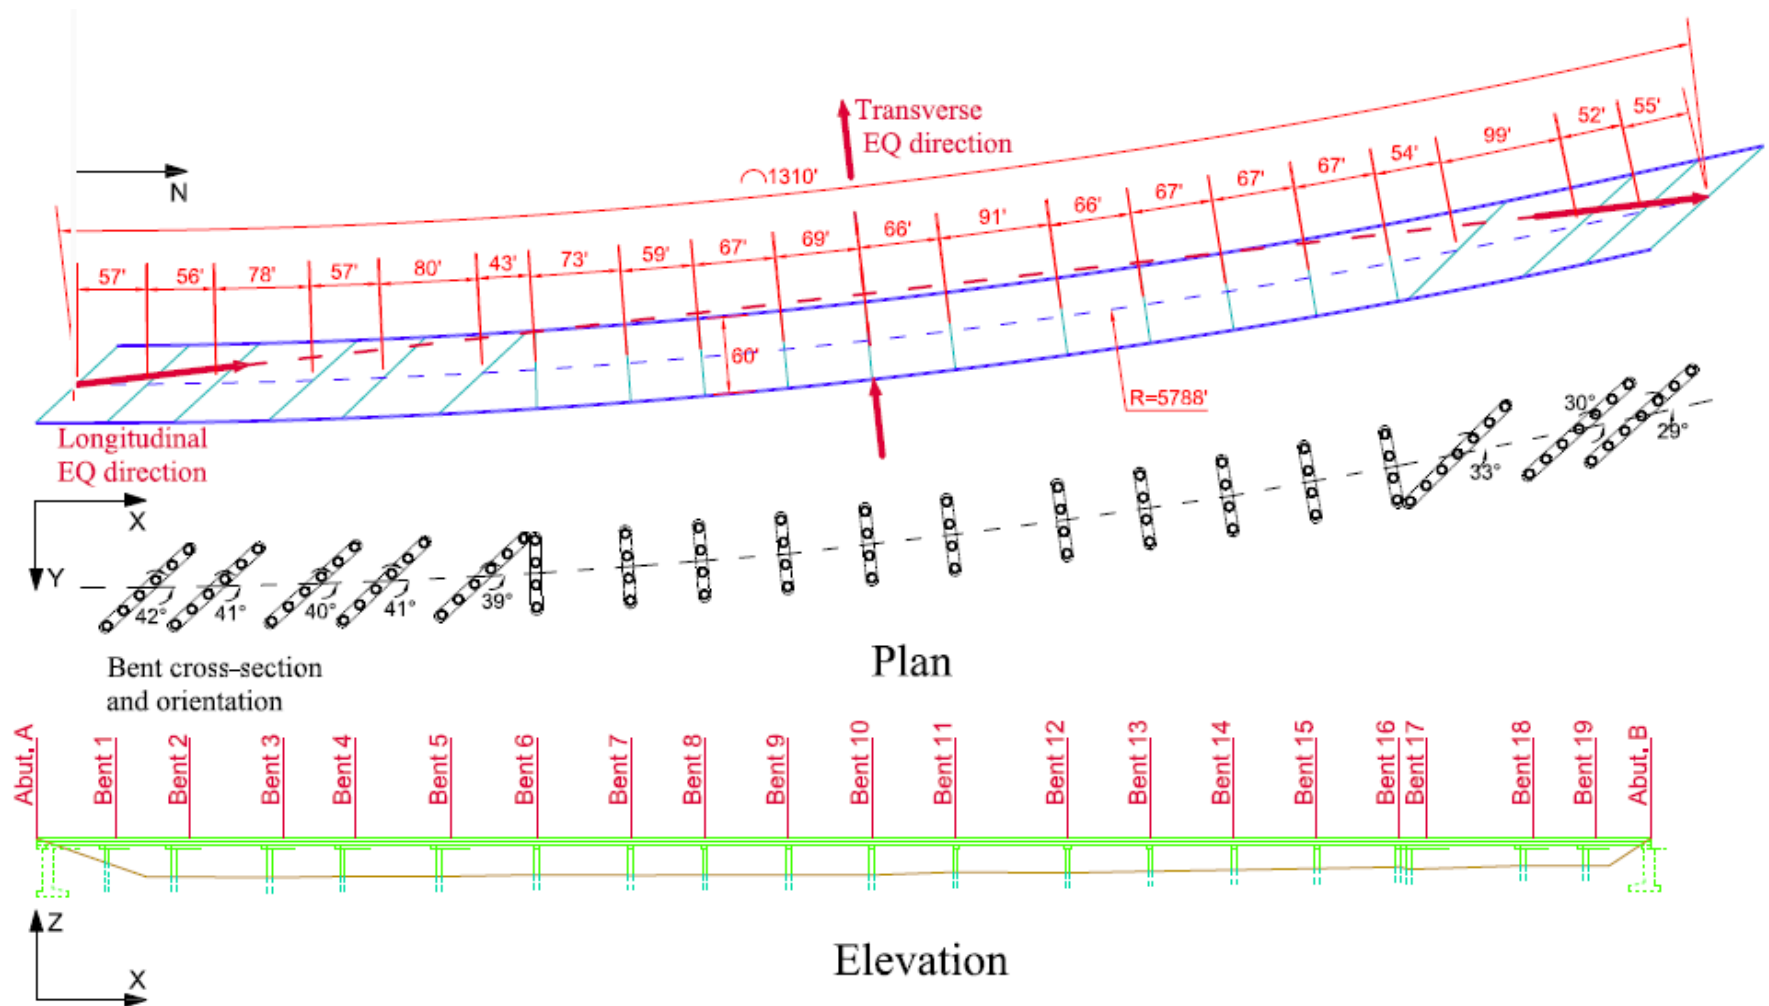 Transverse
EQ direction
1310'
N
57'
56'
78'
57'
80'
43'
73'
59'
67'
69'
66'
91'
66'
67'
67'
67'
54'
99'
52'
55'
60'
R=5788'
Longitudinal
EQ direction
X
Y
42°
41°
40°
41°
39°
33°
30°
29°
Bent cross–section
and orientation
Plan
Abut. A
Bent 1
Bent 2
Bent 3
Bent 4
Bent 5
Bent 6
Bent 7
Bent 8
Bent 9
Bent 10
Bent 11
Bent 12
Bent 13
Bent 14
Bent 15
Bent 16
Bent 17
Bent 18
Bent 19
Abut. B
Z
X
Elevation